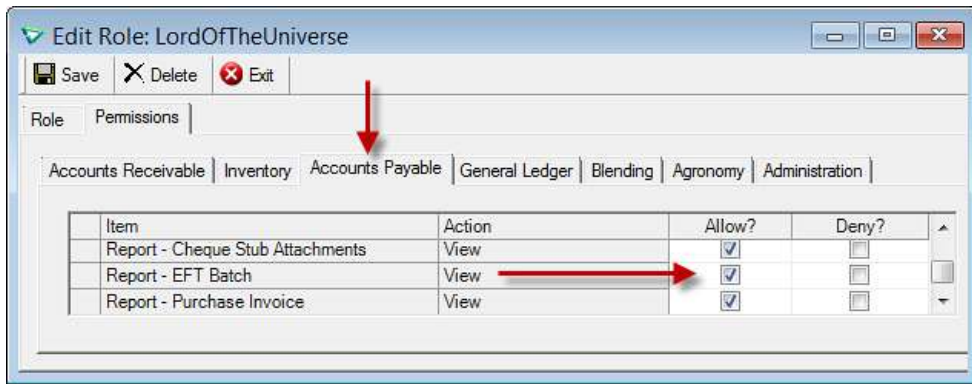 Edit Role: LordOfTheUniverse
Save Delete Exit
Role Permissions
Accounts Receivable Inventory Accounts Payable General Ledger Blending Agronomy Administration
Item Action Allow? Deny?
Report - Cheque Stub Attachments View
Report - EFT Batch View
Report - Purchase Invoice View